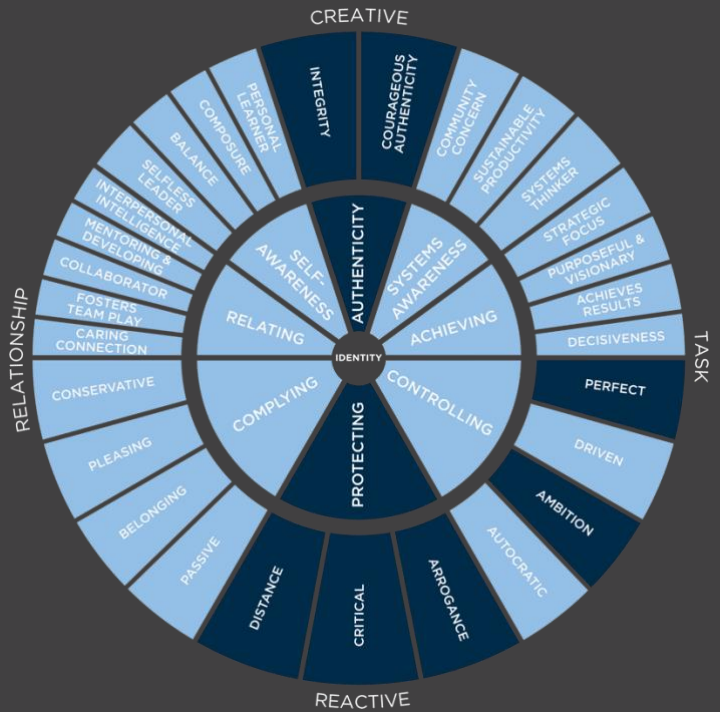 CREATIVE
INTEGRITY
COURAGEOUS
AUTHENTICITY
COMMUNITY
CONCERN
SUSTAINABLE
PRODUCTIVITY
SYSTEMS
THINKER
STRATEGIC
FOCUS
PURPOSEFUL &
VISIONARY
ACHIEVES
RESULTS
DECISIVENESS
TASK
PERFECT
DRIVEN
AMBITION
AUTOCRATIC
ARROGANCE
CRITICAL
DISTANCE
REACTIVE
PASSIVE
BELONGING
PLEASING
CONSERVATIVE
RELATIONSHIP
CARING
CONNECTION
FOSTERS
TEAM PLAY
COLLABORATOR
MENTORING &
DEVELOPING
INTERPERSONAL
INTELLIGENCE
SELFLESS
LEADER
BALANCE
COMPOSURE
PERSONAL
LEARNER
AUTHENTICITY
SYSTEMS
AWARENESS
ACHIEVING
CONTROLLING
PROTECTING
COMPLYING
RELATING
SELF-
AWARENESS
IDENTITY